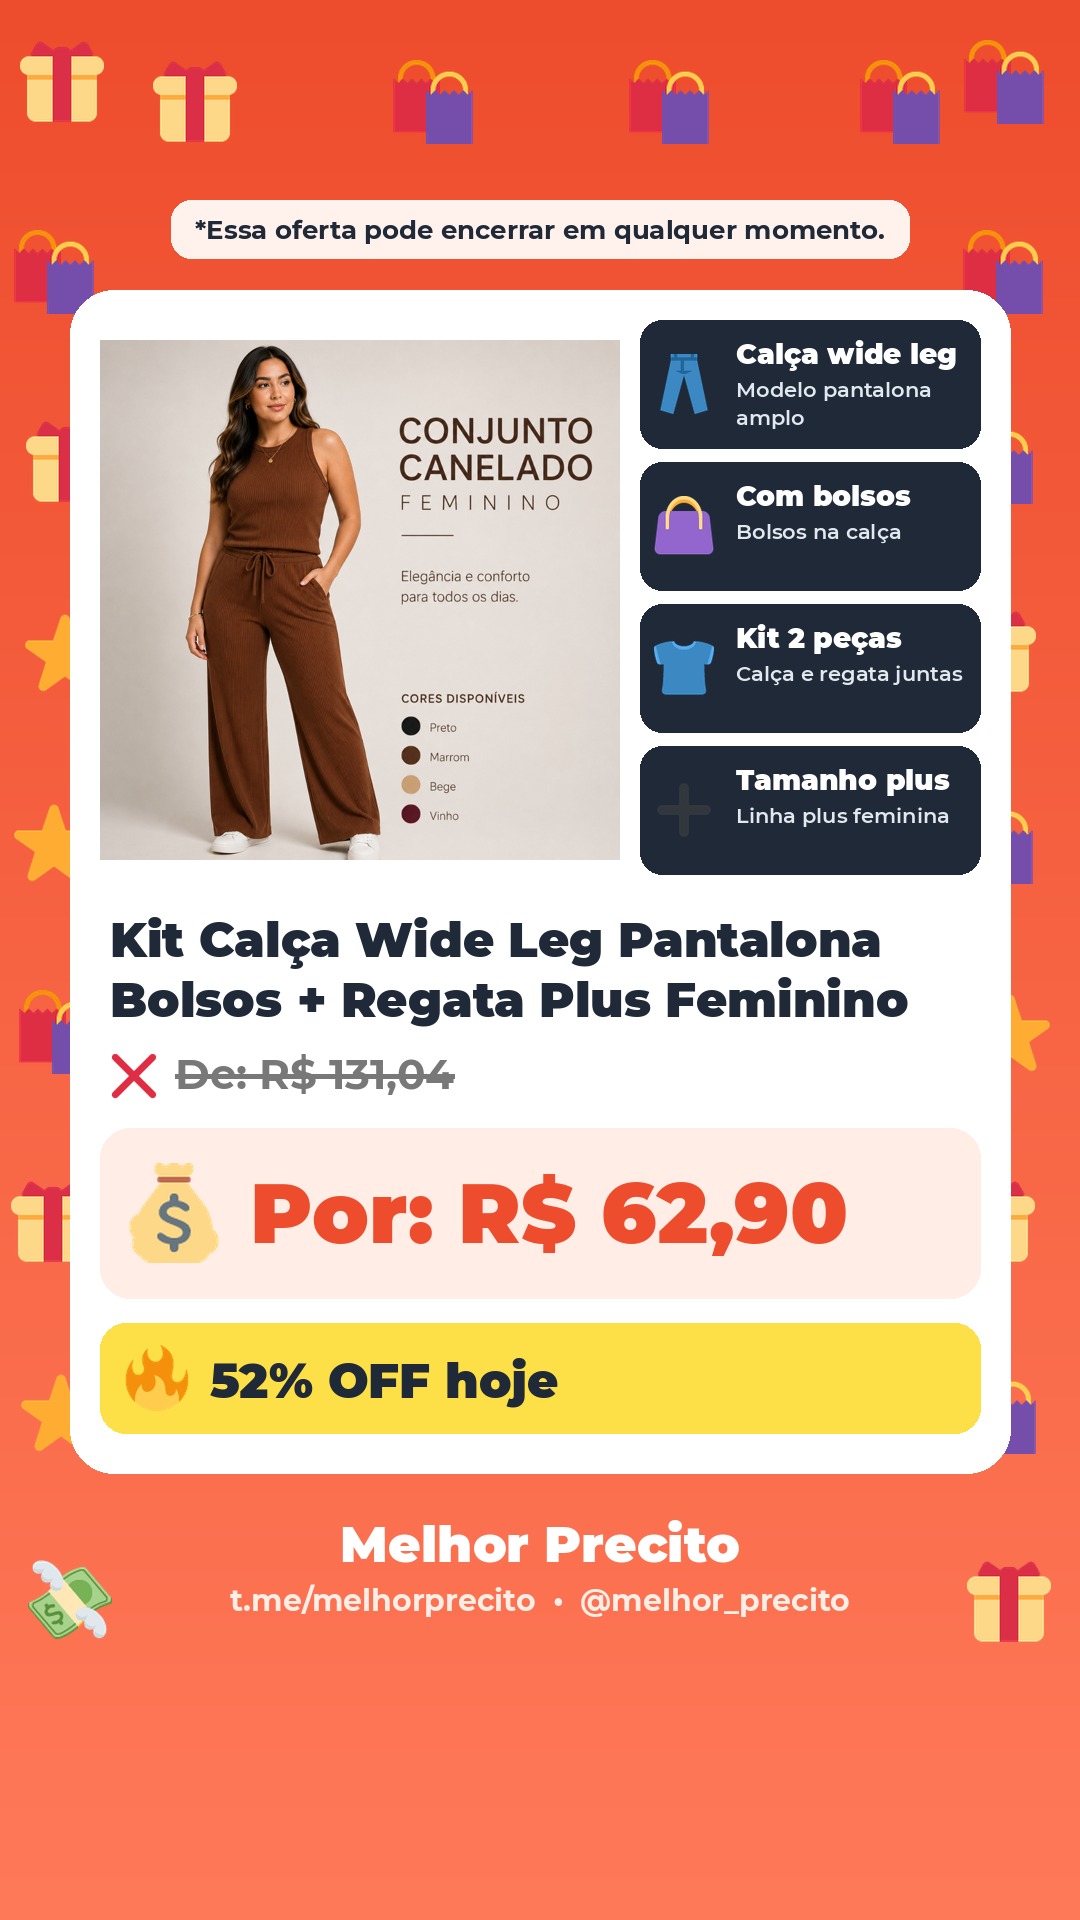 *Essa oferta pode encerrar em qualquer momento.
CONJUNTO
CANELADO
FEMININO
Elegância e conforto
para todos os dias.
CORES DISPONÍVEIS
Preto
Marrom
Bege
Vinho
Calça wide leg
Modelo pantalona
amplo
Com bolsos
Bolsos na calça
Kit 2 peças
Calça e regata juntas
Tamanho plus
Linha plus feminina
Kit Calça Wide Leg Pantalona
Bolsos + Regata Plus Feminino
De: R$ 131,04
Por: R$ 62,90
52% OFF hoje
Melhor Precito
t.me/melhorprecito • @melhor_precito